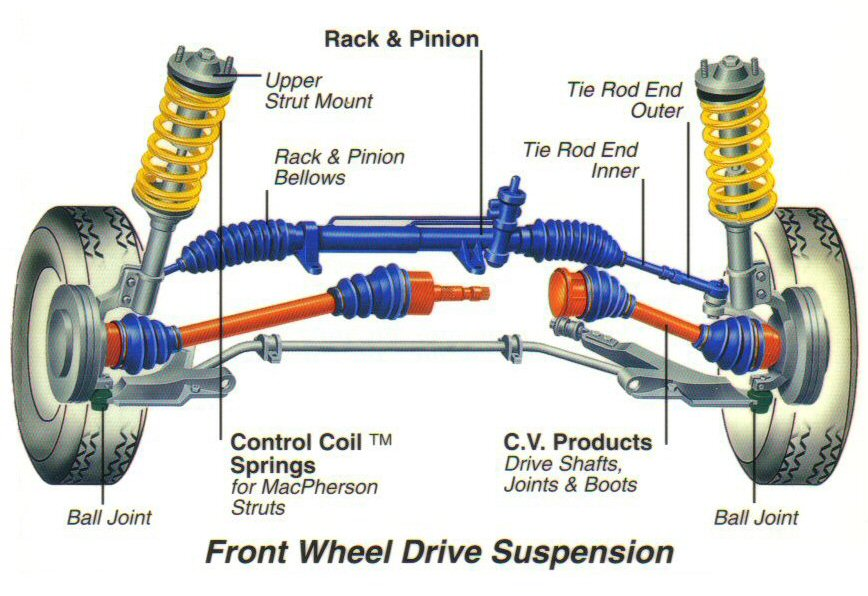 Rack & Pinion
Upper
Strut Mount
Tie Rod End
Outer
Rack & Pinion
Bellows
Tie Rod End
Inner
Control Coil ™
Springs
for MacPherson
Struts
C.V. Products
Drive Shafts,
Joints & Boots
Ball Joint
Ball Joint
Front Wheel Drive Suspension